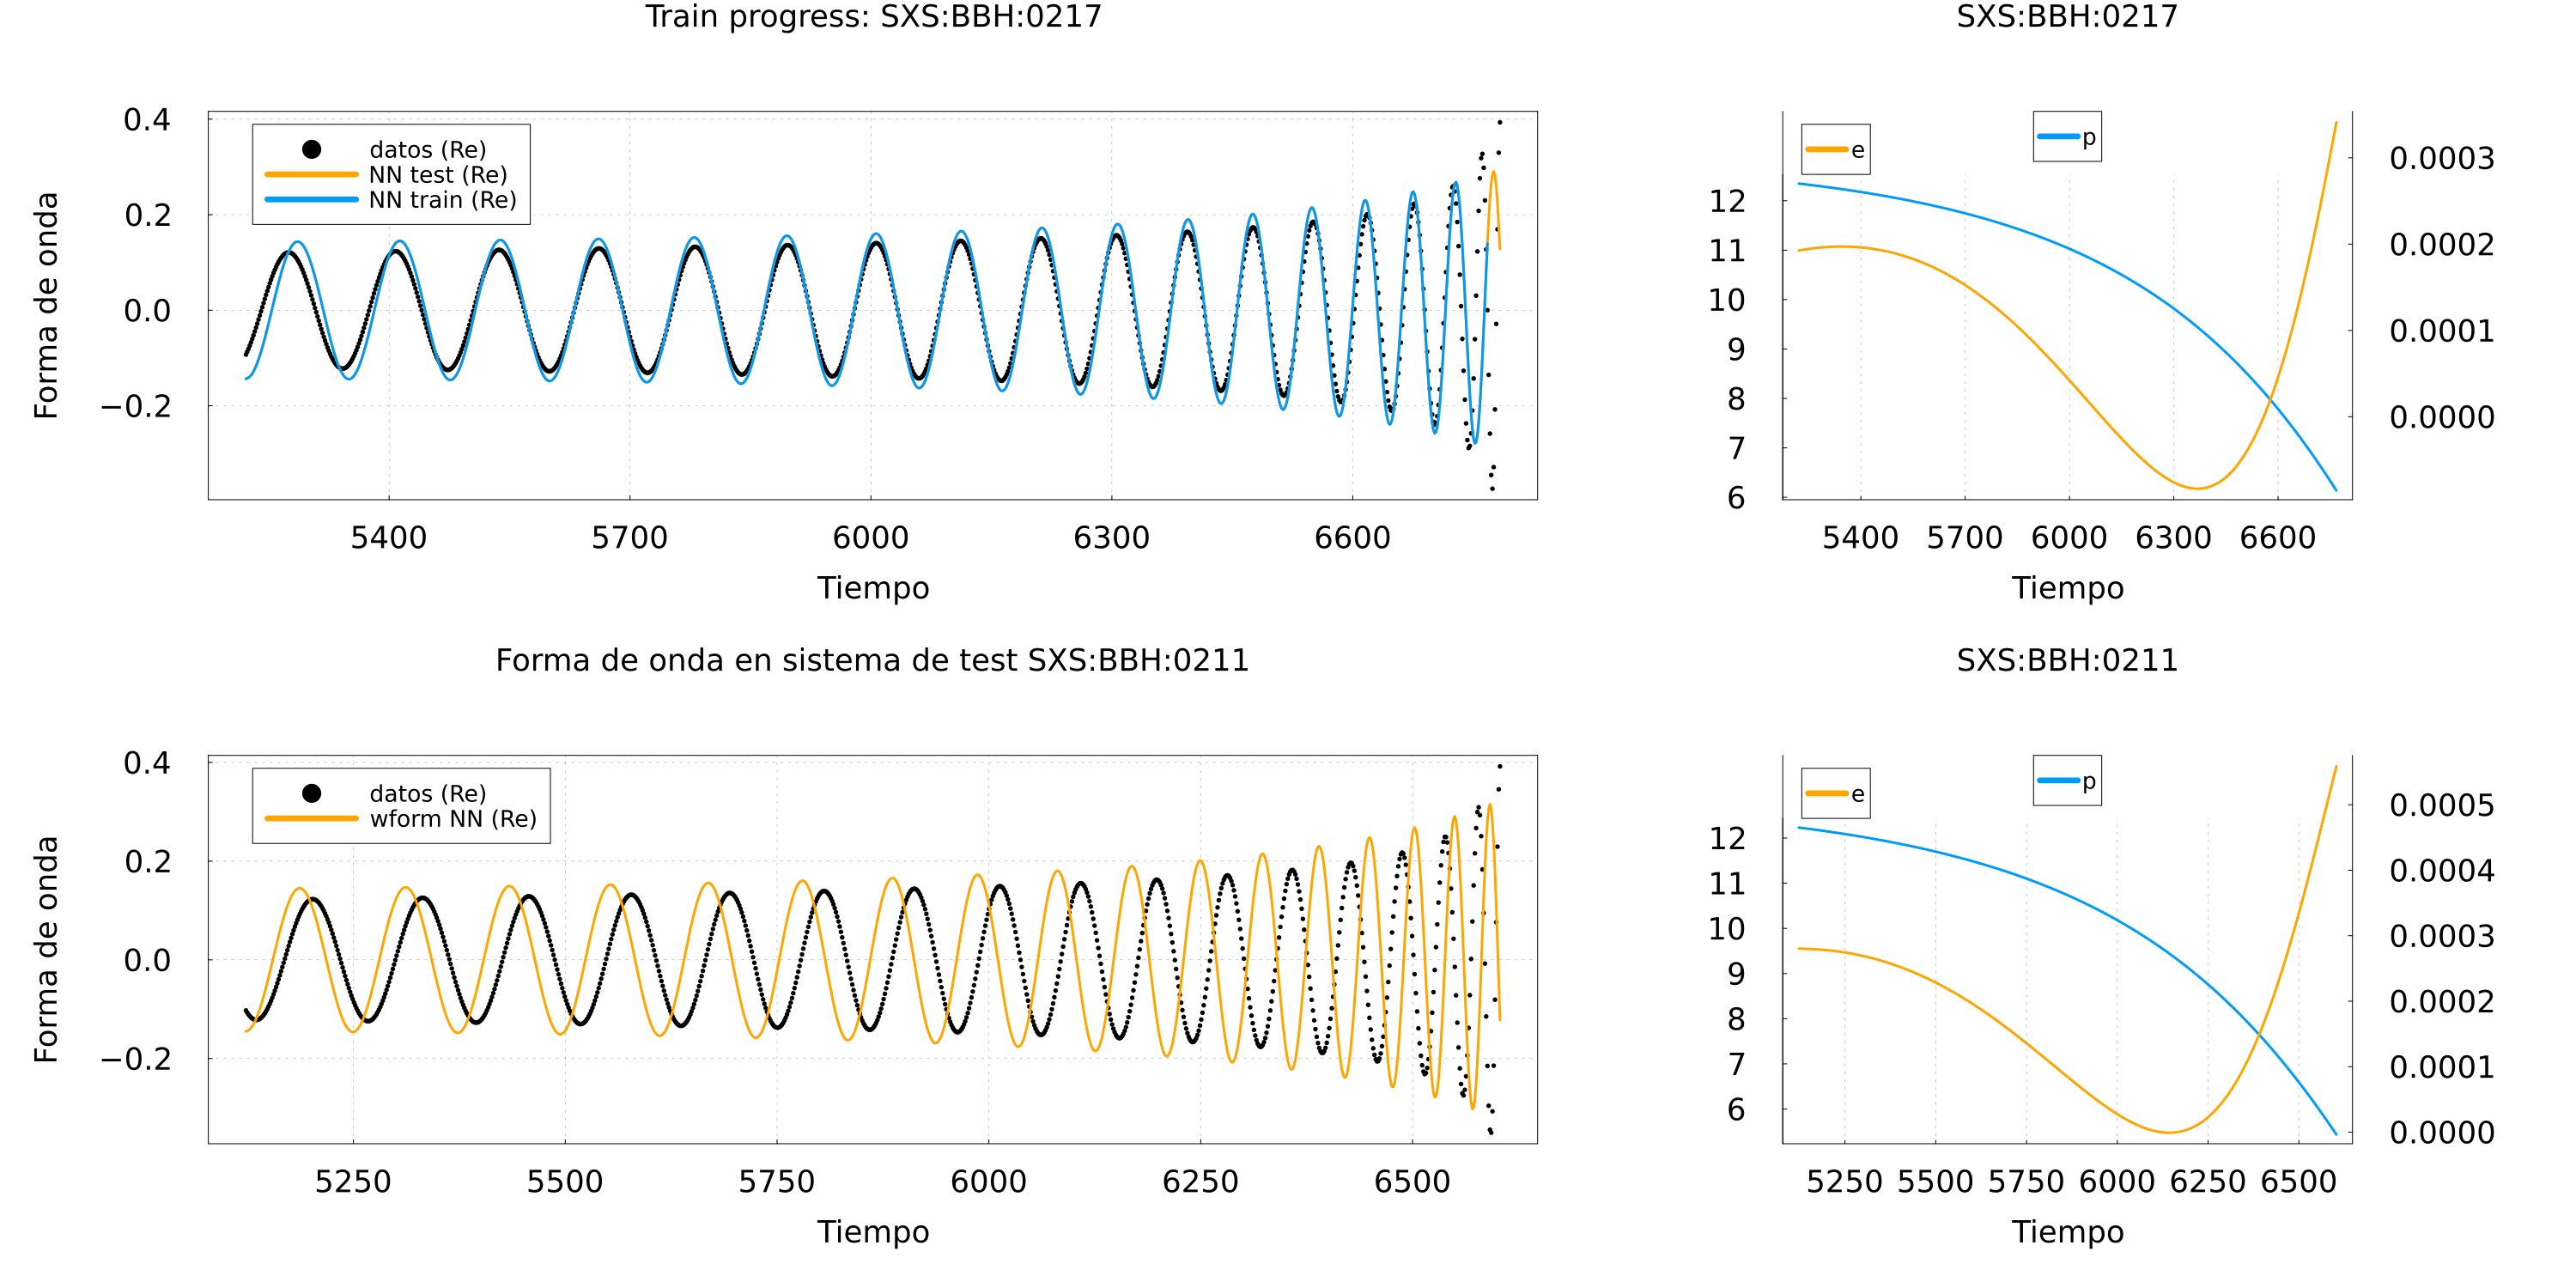 Train progress: SXS:BBH:0217
Forma de onda
0.4
0.2
0.0
−0.2
datos (Re)
NN test (Re)
NN train (Re)
5400 5700 6000 6300 6600
Tiempo
SXS:BBH:0217
e
p
12
11
10
9
8
7
6
0.0003
0.0002
0.0001
0.0000
5400 5700 6000 6300 6600
Tiempo
Forma de onda en sistema de test SXS:BBH:0211
Forma de onda
0.4
0.2
0.0
−0.2
datos (Re)
wform NN (Re)
5250 5500 5750 6000 6250 6500
Tiempo
SXS:BBH:0211
e
p
12
11
10
9
8
7
6
0.0005
0.0004
0.0003
0.0002
0.0001
0.0000
5250 5500 5750 6000 6250 6500
Tiempo